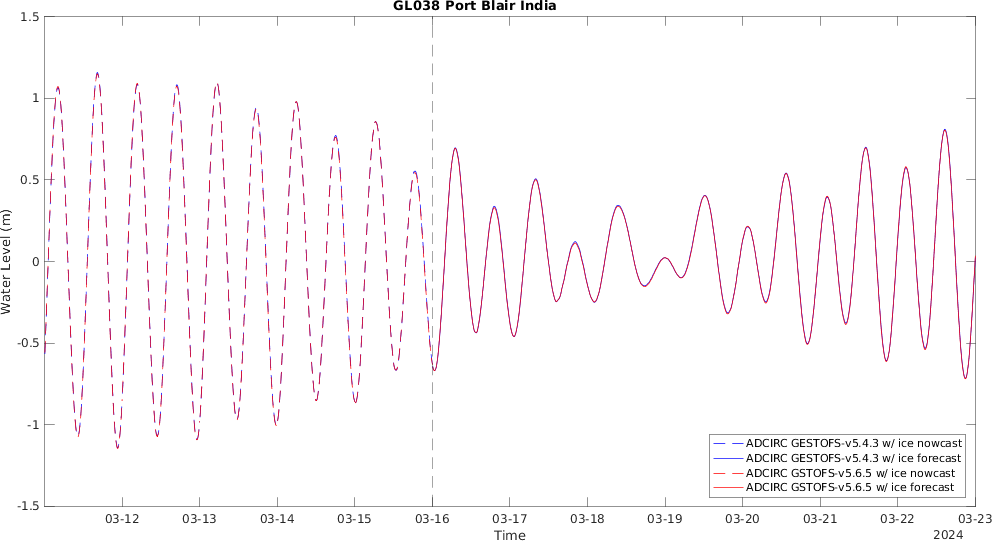 GL038 Port Blair India
1.5
1
0.5
0
-0.5
-1
-1.5
Water Level (m)
03-12 03-13 03-14 03-15 03-16 03-17 03-18 03-19 03-20 03-21 03-22 03-23
Time
2024
ADCIRC GESTOFS-v5.4.3 w/ ice nowcast
ADCIRC GESTOFS-v5.4.3 w/ ice forecast
ADCIRC GSTOFS-v5.6.5 w/ ice nowcast
ADCIRC GSTOFS-v5.6.5 w/ ice forecast